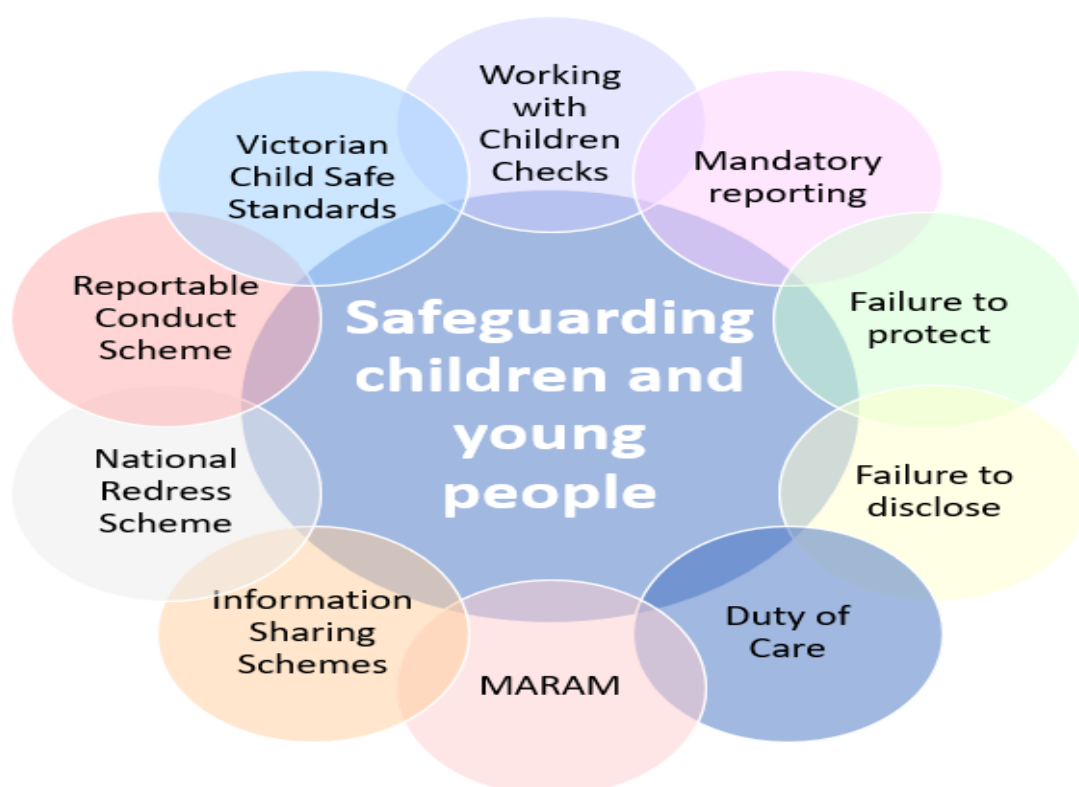 Working
with
Children
Checks
Mandatory
reporting
Failure to
protect
Failure to
disclose
Duty of
Care
MARAM
information
Sharing
Schemes
National
Redress
Scheme
Reportable
Conduct
Scheme
Victorian
Child Safe
Standards
Safeguarding
children and
young
people